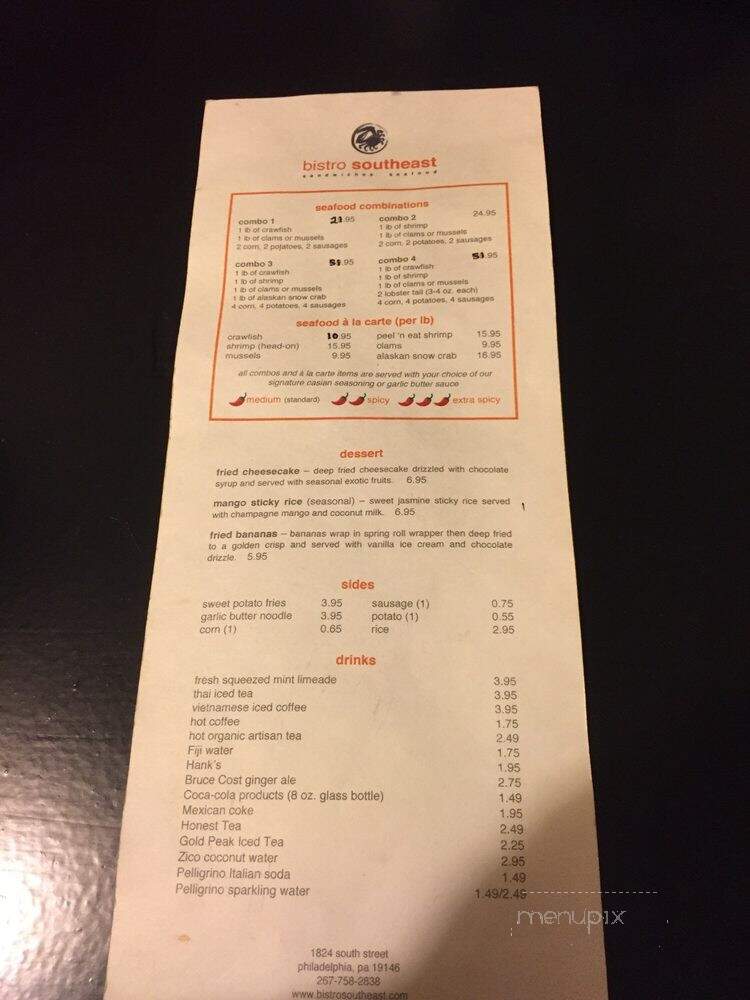 bistro southeast
sandwiches seafood
seafood combinations
combo 1 21.95
1 lb of crawfish
1 lb of clams or mussels
2 corn, 2 potatoes, 2 sausages
combo 2 24.95
1 lb of shrimp
1 lb of clams or mussels
2 corn, 2 potatoes, 2 sausages
combo 3 51.95
1 lb of crawfish
1 lb of shrimp
1 lb of clams or mussels
1 lb of alaskan snow crab
4 corn, 4 potatoes, 4 sausages
combo 4 51.95
1 lb of crawfish
1 lb of shrimp
1 lb of clams or mussels
2 lobster tail (3-4 oz. each)
4 corn, 4 potatoes, 4 sausages
seafood à la carte (per lb)
crawfish 10.95 peel 'n eat shrimp 15.95
shrimp (head-on) 15.95 clams 9.95
mussels 9.95 alaskan snow crab 16.95
all combos and à la carte items are served with your choice of our
signature casian seasoning or garlic butter sauce
medium (standard) spicy extra spicy
dessert
fried cheesecake – deep fried cheesecake drizzled with chocolate
syrup and served with seasonal exotic fruits. 6.95
mango sticky rice (seasonal) – sweet jasmine sticky rice served
with champagne mango and coconut milk. 6.95
fried bananas – bananas wrap in spring roll wrapper then deep fried
to a golden crisp and served with vanilla ice cream and chocolate
drizzle. 5.95
sides
sweet potato fries 3.95 sausage (1) 0.75
garlic butter noodle 3.95 potato (1) 0.55
corn (1) 0.65 rice 2.95
drinks
fresh squeezed mint limeade 3.95
thai iced tea 3.95
vietnamese iced coffee 3.95
hot coffee 1.75
hot organic artisan tea 2.49
Fiji water 1.75
Hank's 1.95
Bruce Cost ginger ale 2.75
Coca-cola products (8 oz. glass bottle) 1.49
Mexican coke 1.95
Honest Tea 2.49
Gold Peak Iced Tea 2.25
Zico coconut water 2.95
Pellegrino Italian soda 1.49
Pelligrino sparkling water 1.49/2.49
menupix
1824 south street
philadelphia, pa 19146
267-758-2838
www.bistrosoutheast.com